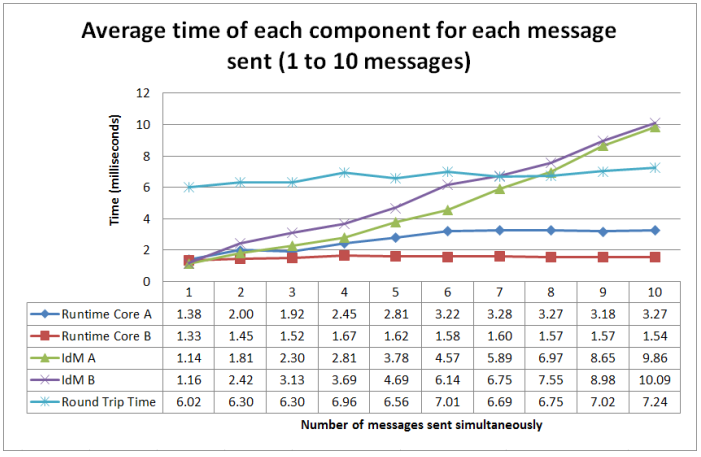 Average time of each component for each message
sent (1 to 10 messages)
Time (milliseconds)
12
10
8
6
4
2
0
1 2 3 4 5 6 7 8 9 10
Runtime Core A 1.38 2.00 1.92 2.45 2.81 3.22 3.28 3.27 3.18 3.27
Runtime Core B 1.33 1.45 1.52 1.67 1.62 1.58 1.60 1.57 1.57 1.54
IdM A 1.14 1.81 2.30 2.81 3.78 4.57 5.89 6.97 8.65 9.86
IdM B 1.16 2.42 3.13 3.69 4.69 6.14 6.75 7.55 8.98 10.09
Round Trip Time 6.02 6.30 6.30 6.96 6.56 7.01 6.69 6.75 7.02 7.24
Number of messages sent simultaneously